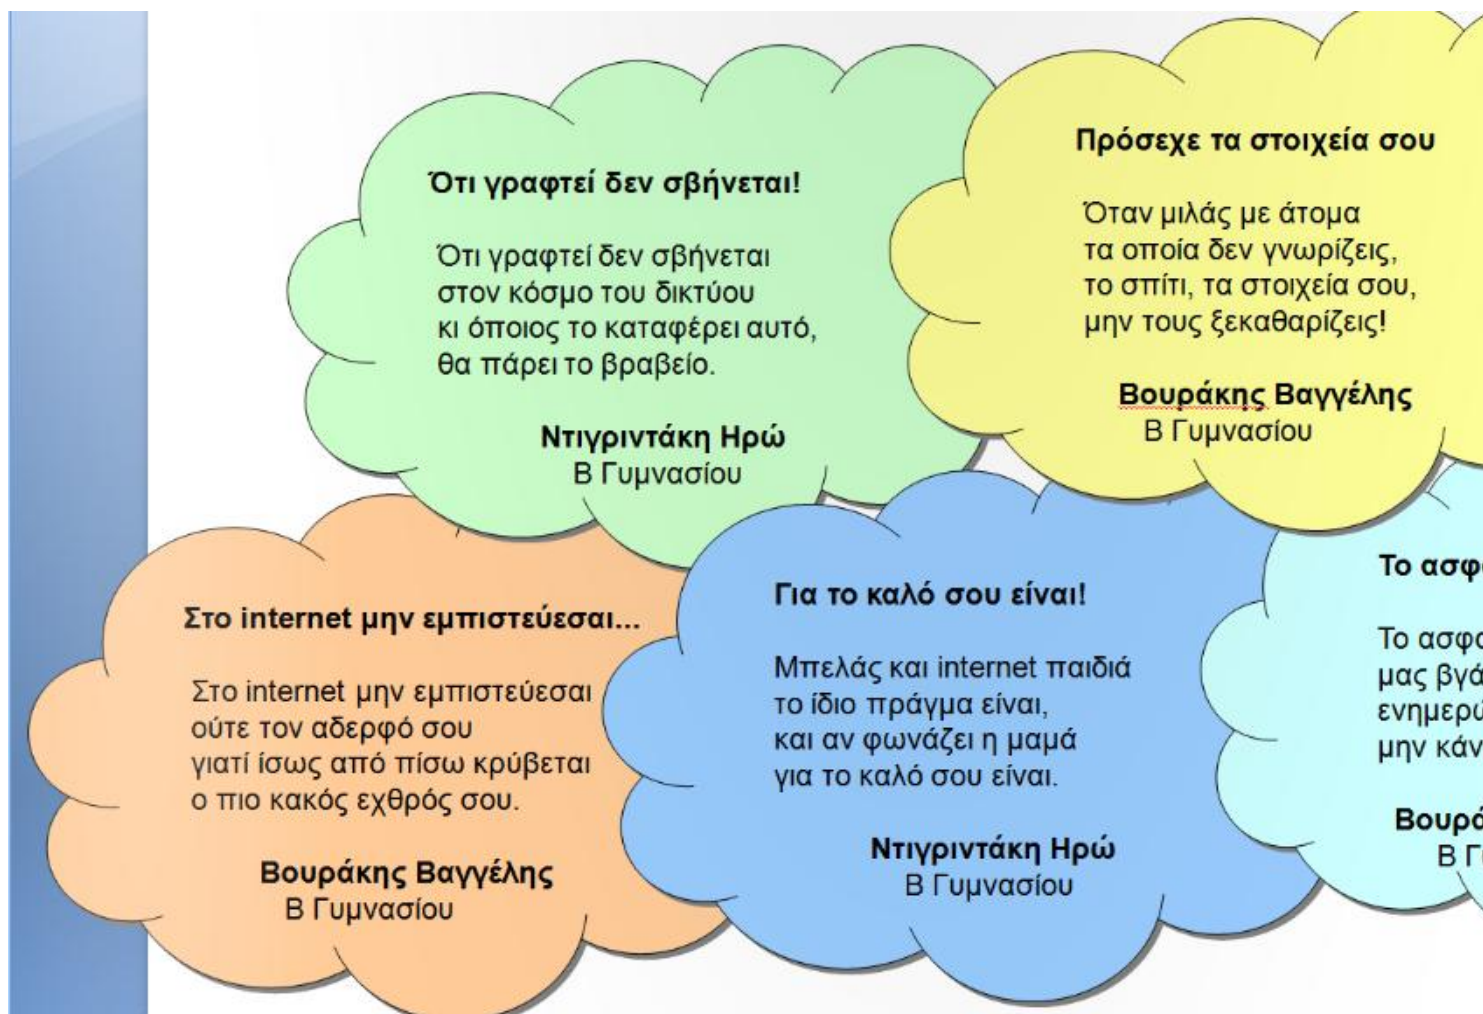 Ότι γραφτεί δεν σβήνεται!
Ότι γραφτεί δεν σβήνεται
στον κόσμο του δικτύου
κι όποιος το καταφέρει αυτό,
θα πάρει το βραβείο.
Ντιγριντάκη Ηρώ
Β Γυμνασίου
Πρόσεχε τα στοιχεία σου
Όταν μιλάς με άτομα
τα οποία δεν γνωρίζεις,
το σπίτι, τα στοιχεία σου,
μην τους ξεκαθαρίζεις!
Βουράκης Βαγγέλης
Β Γυμνασίου
Στο internet μην εμπιστεύεσαι...
Στο internet μην εμπιστεύεσαι
ούτε τον αδερφό σου
γιατί ίσως από πίσω κρύβεται
ο πιο κακός εχθρός σου.
Βουράκης Βαγγέλης
Β Γυμνασίου
Για το καλό σου είναι!
Μπελάς και internet παιδιά
το ίδιο πράγμα είναι,
και αν φωνάζει η μαμά
για το καλό σου είναι.
Ντιγριντάκη Ηρώ
Β Γυμνασίου
Το
Το
μας
μην
Β